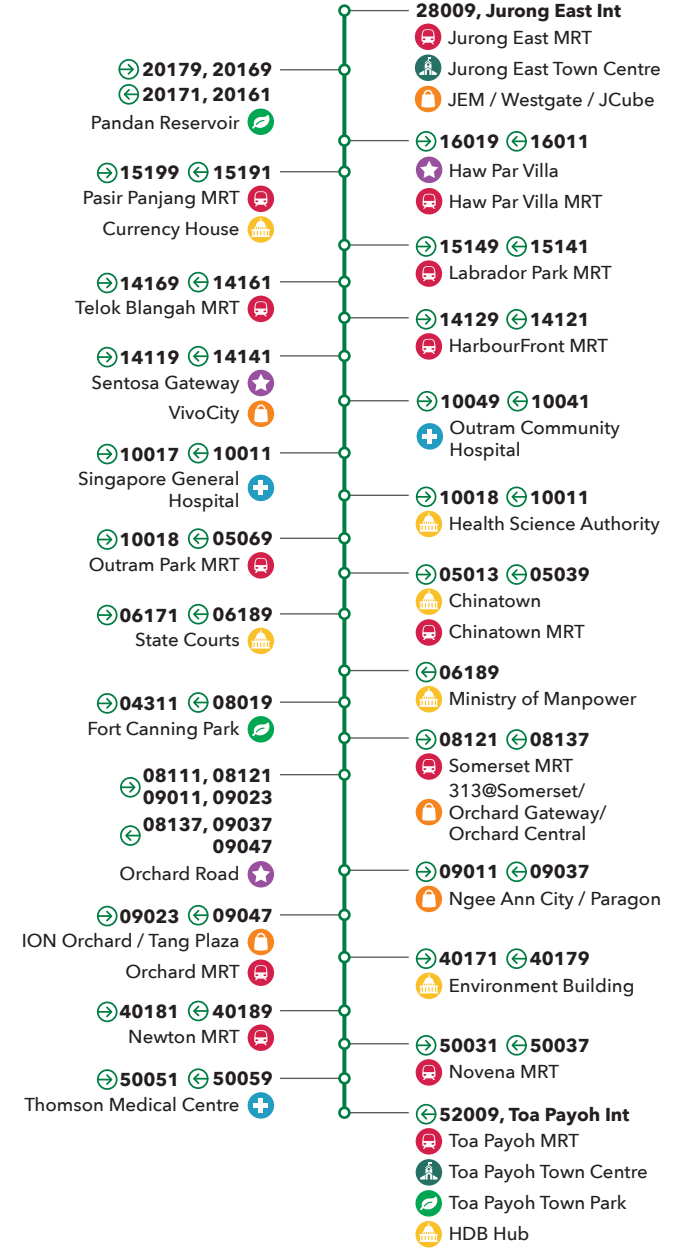 28009, Jurong East Int
Jurong East MRT
Jurong East Town Centre
JEM / Westgate / JCube
20179, 20169
20171, 20161
Pandan Reservoir
16019 16011
Haw Par Villa
Haw Par Villa MRT
15199 15191
Pasir Panjang MRT
Currency House
15149 15141
Labrador Park MRT
14169 14161
Telok Blangah MRT
14129 14121
HarbourFront MRT
14119 14141
Sentosa Gateway
VivoCity
10049 10041
Outram Community
Hospital
10017 10011
Singapore General
Hospital
10018 10011
Health Science Authority
10018 05069
Outram Park MRT
05013 05039
Chinatown
Chinatown MRT
06171 06189
State Courts
06189
Ministry of Manpower
04311 08019
Fort Canning Park
08121 08137
Somerset MRT
313@Somerset/
Orchard Gateway/
Orchard Central
08111, 08121
09011, 09023
08137, 09037
09047
Orchard Road
09011 09037
Ngee Ann City / Paragon
09023 09047
ION Orchard / Tang Plaza
Orchard MRT
40171 40179
Environment Building
40181 40189
Newton MRT
50031 50037
Novena MRT
50051 50059
Thomson Medical Centre
52009, Toa Payoh Int
Toa Payoh MRT
Toa Payoh Town Centre
Toa Payoh Town Park
HDB Hub